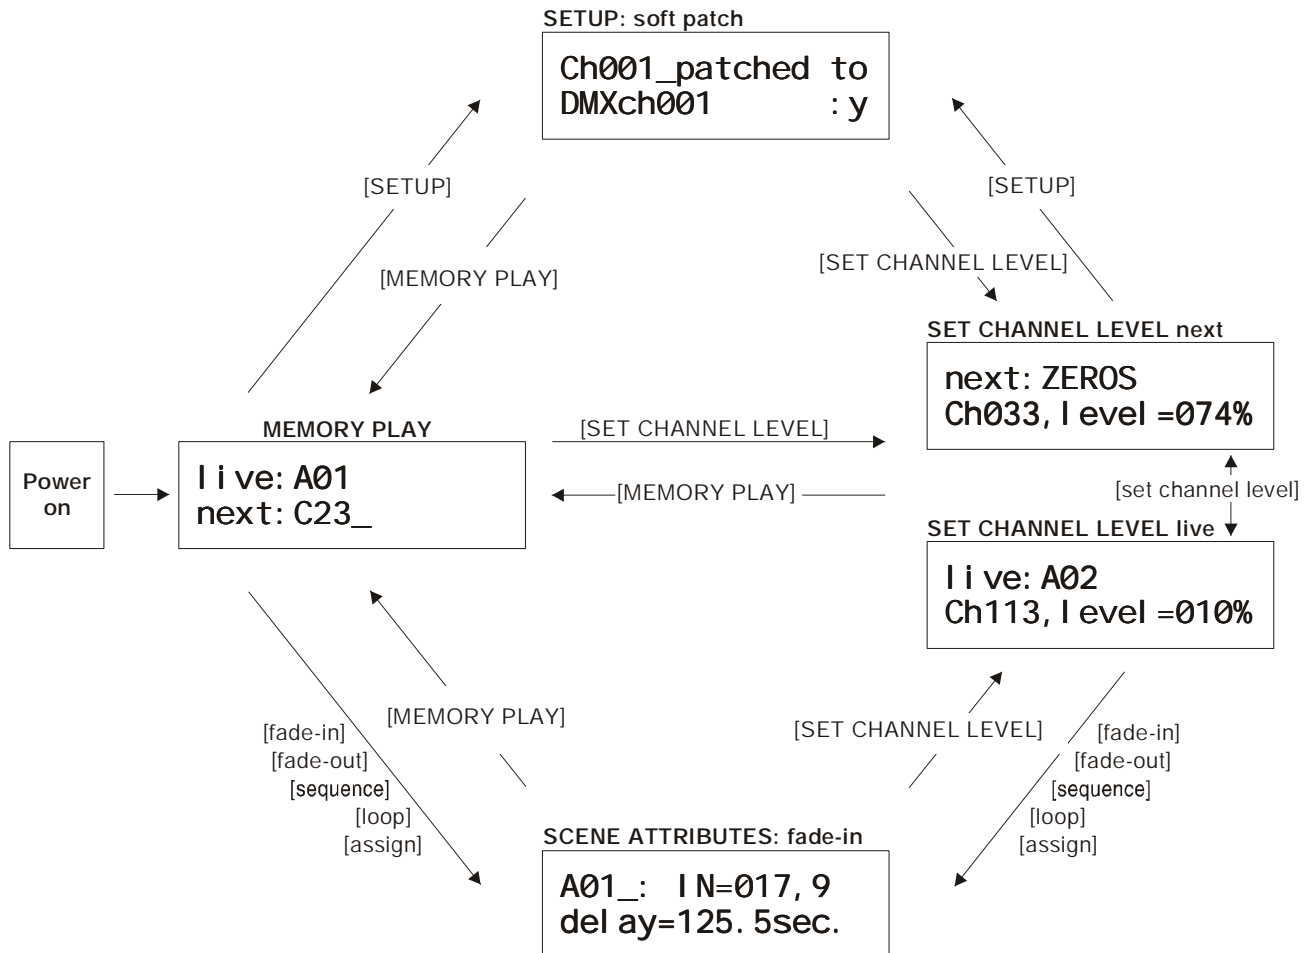 SETUP: soft patch
Ch001_patched to
DMXch001 :y
[SETUP]
[SETUP]
[MEMORY PLAY]
[SET CHANNEL LEVEL]
SET CHANNEL LEVEL next
next:ZEROS
Ch033,level=074%
MEMORY PLAY
[SET CHANNEL LEVEL]
live:A01
next:C23_
Power
on
[MEMORY PLAY]
[set channel level]
SET CHANNEL LEVEL live
live:A02
Ch113,level=010%
[MEMORY PLAY]
[SET CHANNEL LEVEL]
[fade-in]
[fade-out]
[sequence]
[loop]
[assign]
[fade-in]
[fade-out]
[sequence]
[loop]
[assign]
SCENE ATTRIBUTES: fade-in
A01_: IN=017,9
delay=125.5sec.